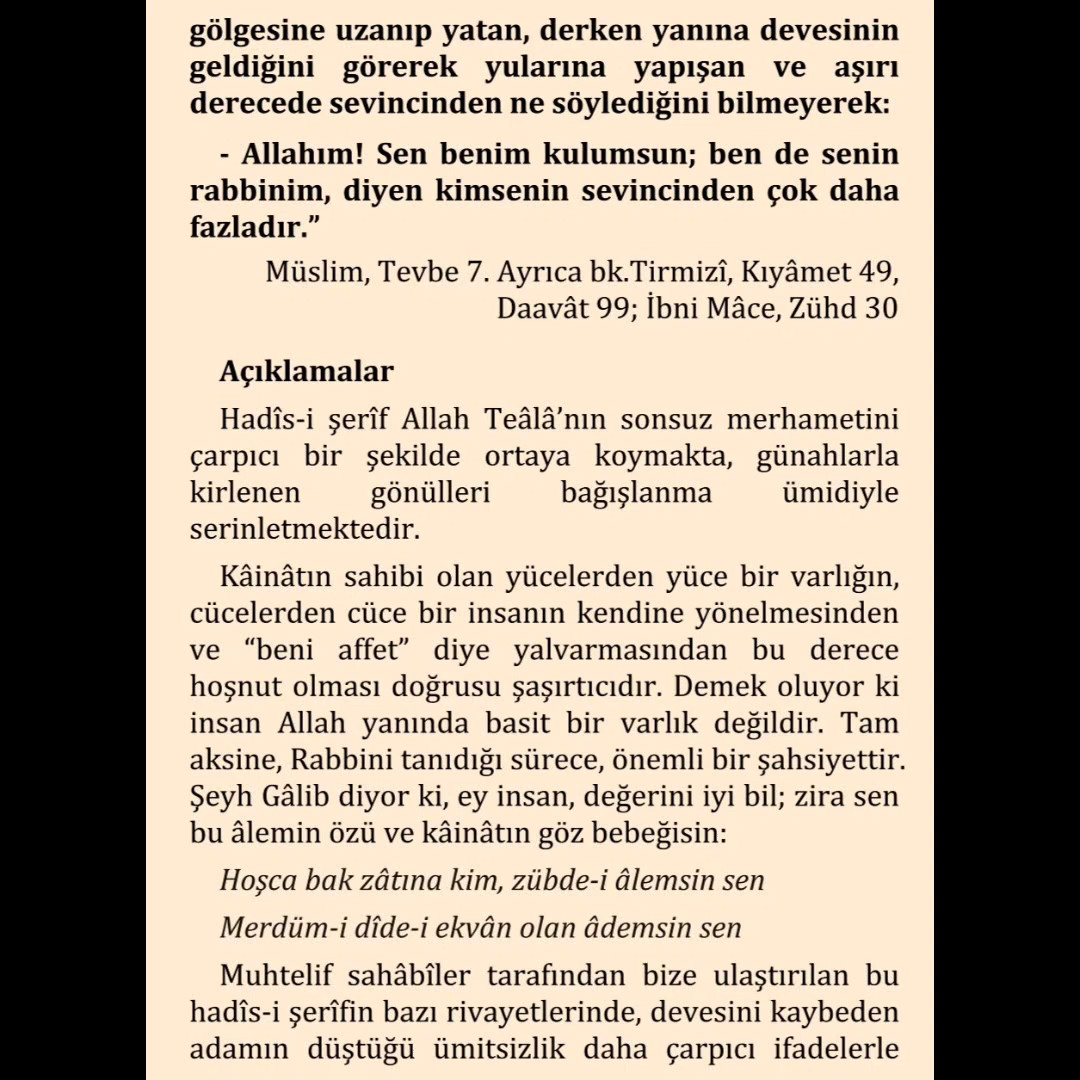 gölgesine uzanıp yatan, derken yanına devesinin
geldiğini görerek yularına yapışan ve aşırı
derecede sevincinden ne söylediğini bilmeyerek:
- Allahım! Sen benim kulumsun; ben de senin
rabbinim, diyen kimsenin sevincinden çok daha
fazladır.”
Müslim, Tevbe 7. Ayrıca bk.Tirmizî, Kıyâmet 49,
Daavât 99; İbni Mâce, Zühd 30
Açıklamalar
Hadîs-i şerîf Allah Teâlâ’nın sonsuz merhametini
çarpıcı bir şekilde ortaya koymakta, günahlarla
kirlenen gönülleri bağışlanma ümidiyle
serinletmektedir.
Kâinâtın sahibi olan yücelerden yüce bir varlığın,
cücelerden cüce bir insanın kendine yönelmesinden
ve “beni affet” diye yalvarmasından bu derece
hoşnut olması doğrusu şaşırtıcıdır. Demek oluyor ki
insan Allah yanında basit bir varlık değildir. Tam
aksine, Rabbini tanıdığı sürece, önemli bir şahsiyettir.
Şeyh Gâlib diyor ki, ey insan, değerini iyi bil; zira sen
bu âlemin özü ve kâinâtın göz bebeğisin:
Hoşca bak zâtına kim, zübde-i âlemsin sen
Merdüm-i dîde-i ekvân olan âdemsin sen
Muhtelif sahâbîler tarafından bize ulaştırılan bu
hadîs-i şerîfin bazı rivayetlerinde, devesini kaybeden
adamın düştüğü ümitsizlik daha çarpıcı ifadelerle